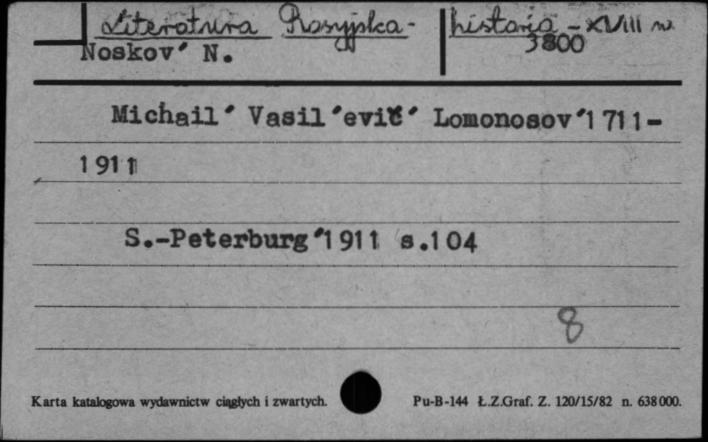 Literatura Rosyjska - historia - XVIII w.
Noskov' N.
3800
Michail' Vasil'evič' Lomonosov'1711-
1911
S.-Peterburg'1911 s.104
8
Karta katalogowa wydawnictw ciągłych i zwartych. Pu-B-144 Ł.Z.Graf. Z. 120/15/82 n. 638000.